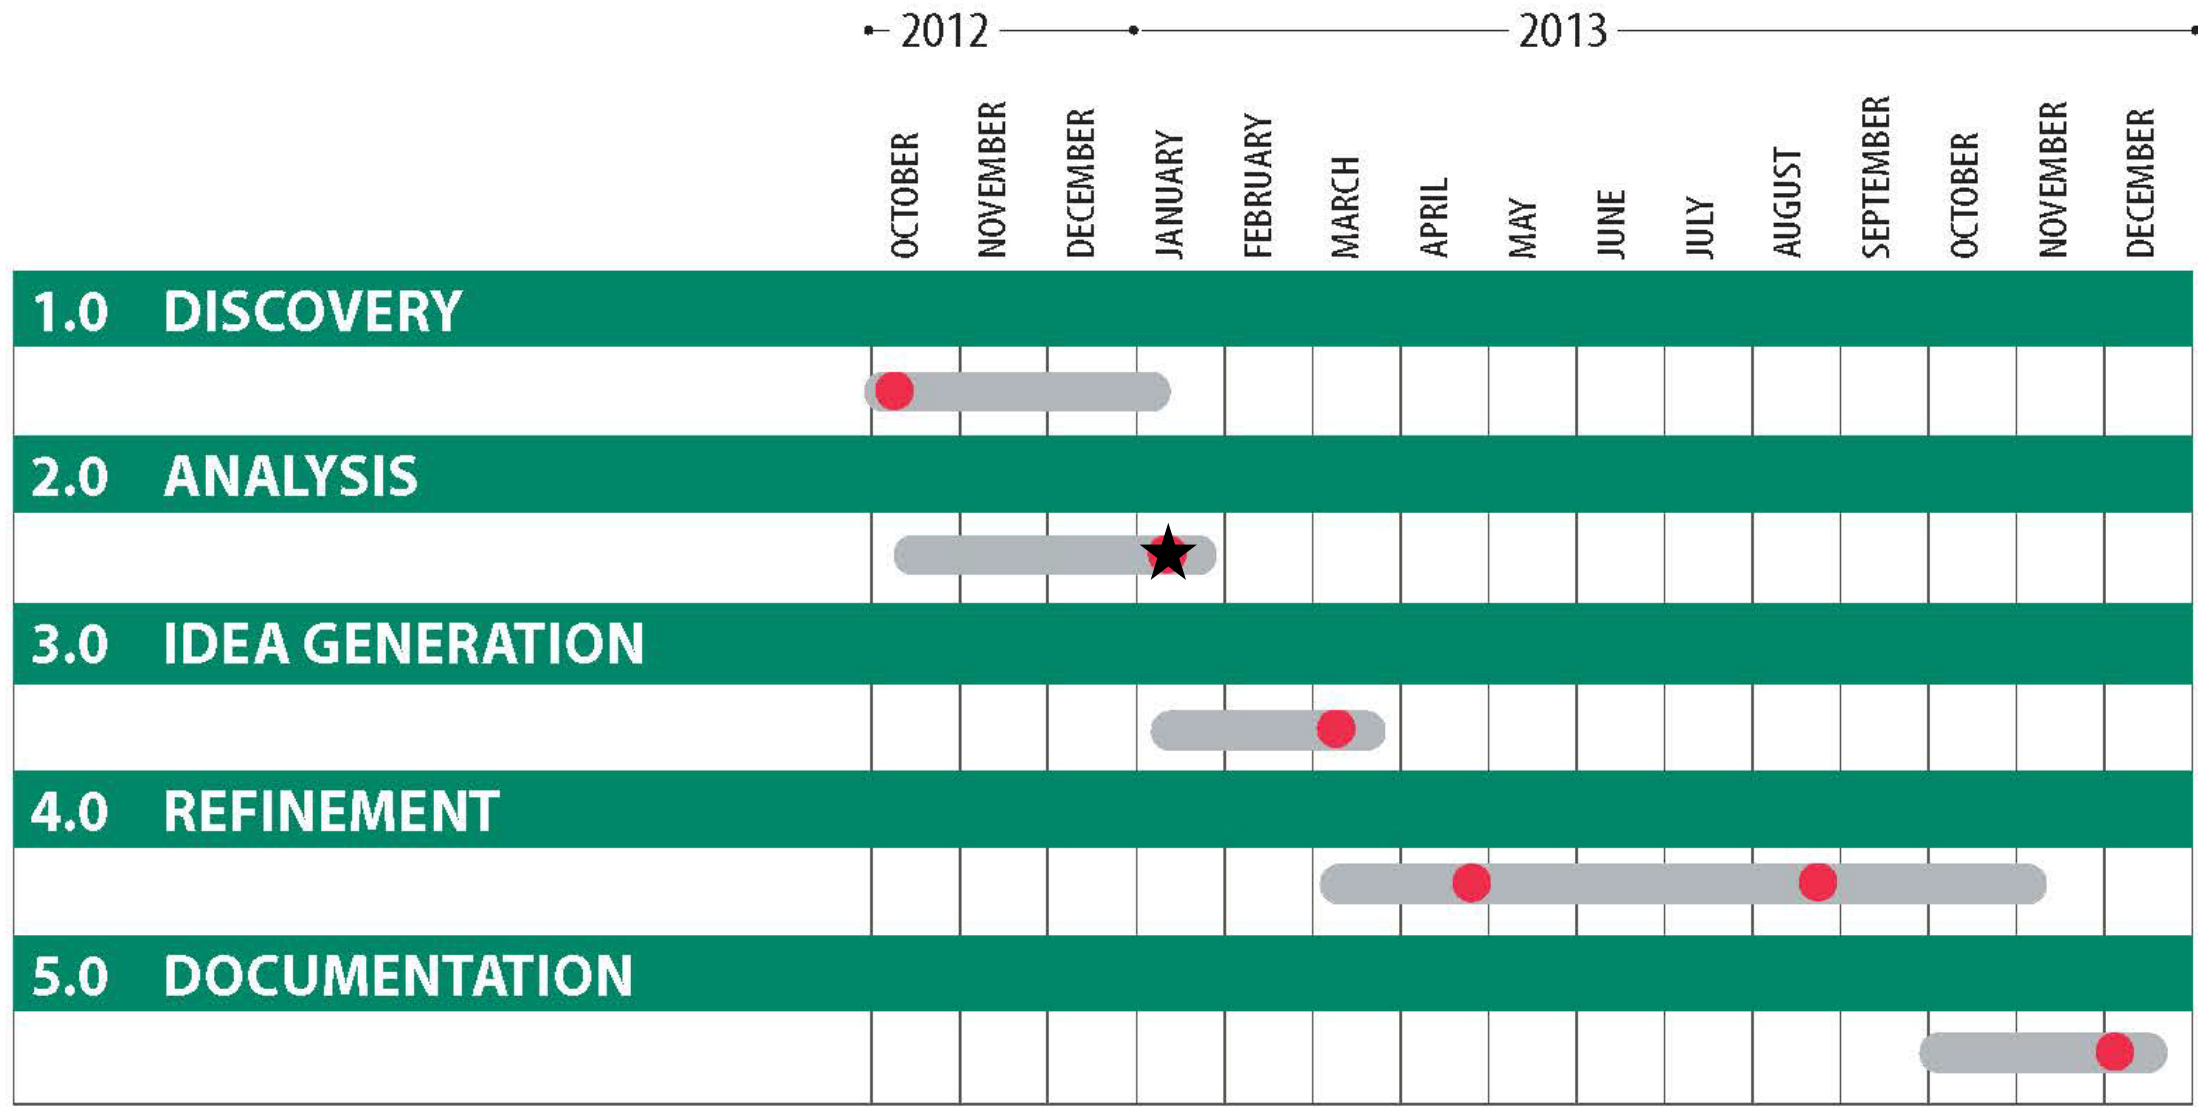 2012 2013
OCTOBER NOVEMBER DECEMBER JANUARY FEBRUARY MARCH APRIL MAY JUNE JULY AUGUST SEPTEMBER OCTOBER NOVEMBER DECEMBER
1.0 DISCOVERY
2.0 ANALYSIS
3.0 IDEA GENERATION
4.0 REFINEMENT
5.0 DOCUMENTATION